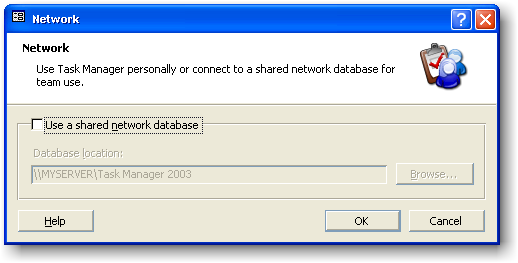 Network
Network
Use Task Manager personally or connect to a shared network database for
team use.
Use a shared network database
Database location:
\\MYSERVER\Task Manager 2003
Browse...
Help
OK
Cancel